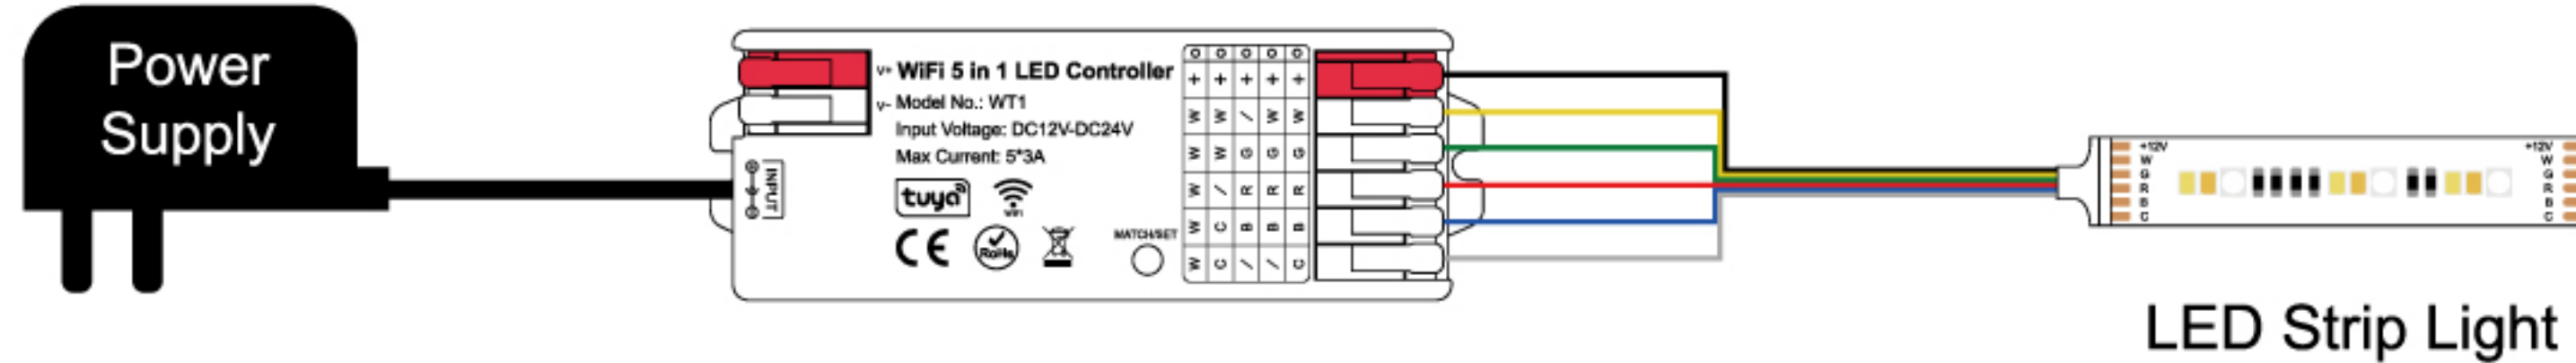 Power
Supply
V+ WiFi 5 in 1 LED Controller
V- Model No.: WT1
Input Voltage: DC12V-DC24V
Max Current: 5*3A
INPUT
tuya
WiFi
CE
RoHS
MATCH/SET
O O O O O
+ + + + +
W W / W W
W W G G G
W / R R R
W C B B B
W C / / C
+12V
W
G
R
B
C
+12V
W
G
R
B
C
LED Strip Light